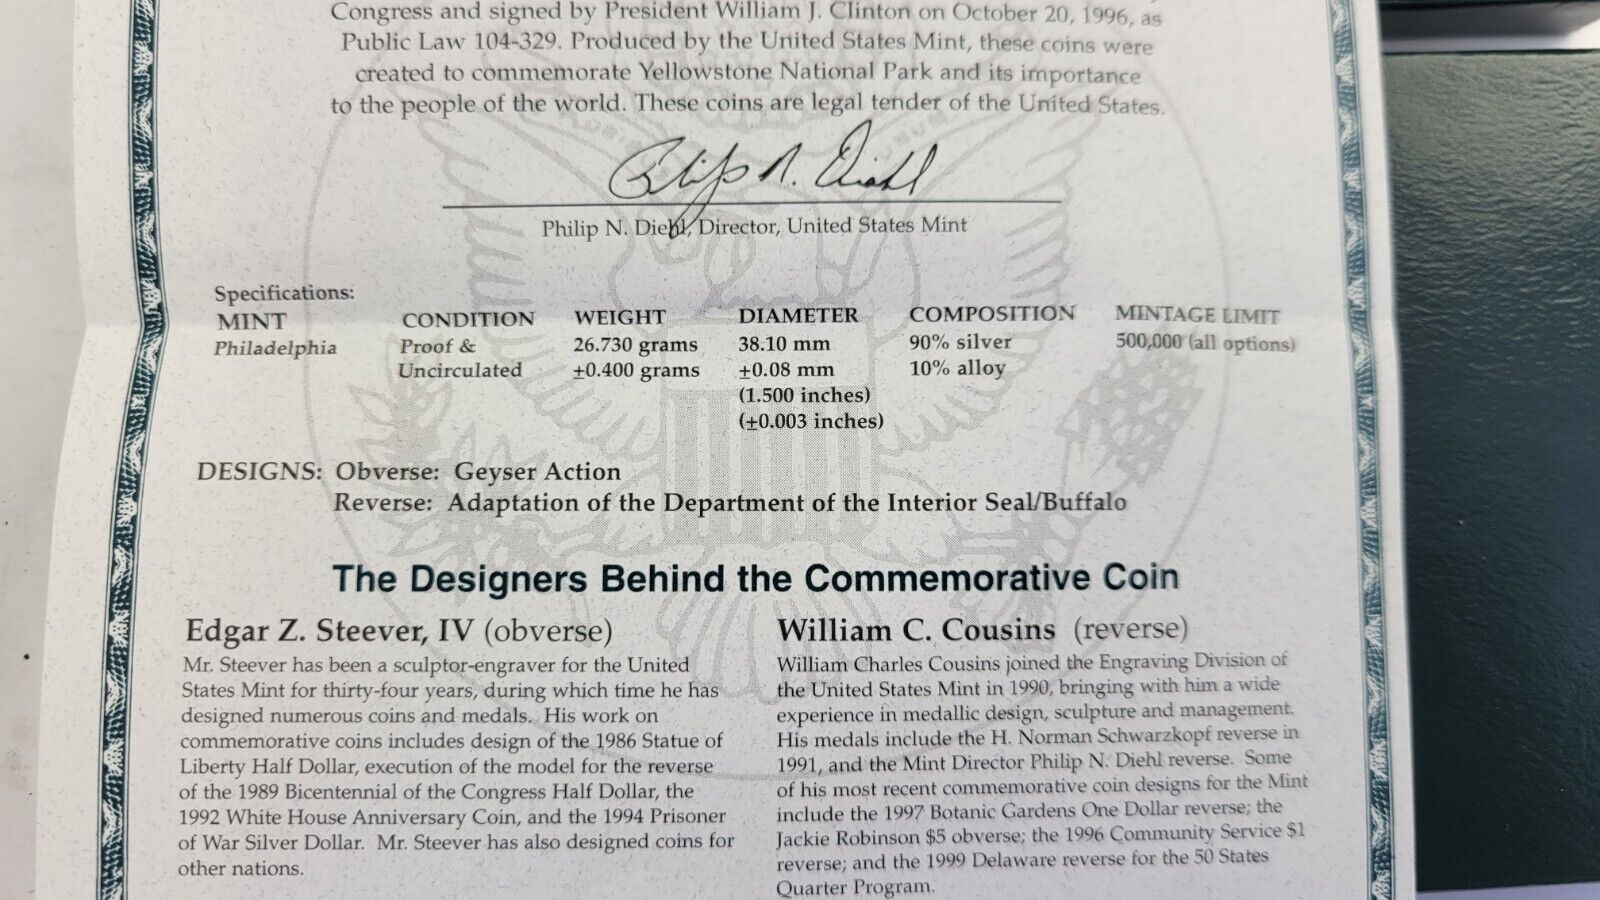 Congress and signed by President William J. Clinton on October 20, 1996, as
Public Law 104-329. Produced by the United States Mint, these coins were
created to commemorate Yellowstone National Park and its importance
to the people of the world. These coins are legal tender of the United States.
Philip N. Diehl
Philip N. Diehl, Director, United States Mint
Specifications:
MINT CONDITION WEIGHT DIAMETER COMPOSITION MINTAGE LIMIT
Philadelphia Proof & 26.730 grams 38.10 mm 90% silver 500,000 (all options)
Uncirculated ±0.400 grams ±0.08 mm 10% alloy
(1.500 inches)
(±0.003 inches)
DESIGNS: Obverse: Geyser Action
Reverse: Adaptation of the Department of the Interior Seal/Buffalo
The Designers Behind the Commemorative Coin
Edgar Z. Steever, IV (obverse)
Mr. Steever has been a sculptor-engraver for the United
States Mint for thirty-four years, during which time he has
designed numerous coins and medals. His work on
commemorative coins includes design of the 1986 Statue of
Liberty Half Dollar, execution of the model for the reverse
of the 1989 Bicentennial of the Congress Half Dollar, the
1992 White House Anniversary Coin, and the 1994 Prisoner
of War Silver Dollar. Mr. Steever has also designed coins for
other nations.
William C. Cousins (reverse)
William Charles Cousins joined the Engraving Division of
the United States Mint in 1990, bringing with him a wide
experience in medallic design, sculpture and management.
His medals include the H. Norman Schwarzkopf reverse in
1991, and the Mint Director Philip N. Diehl reverse. Some
of his most recent commemorative coin designs for the Mint
include the 1997 Botanic Gardens One Dollar reverse; the
Jackie Robinson $5 obverse; the 1996 Community Service $1
reverse; and the 1999 Delaware reverse for the 50 States
Quarter Program.